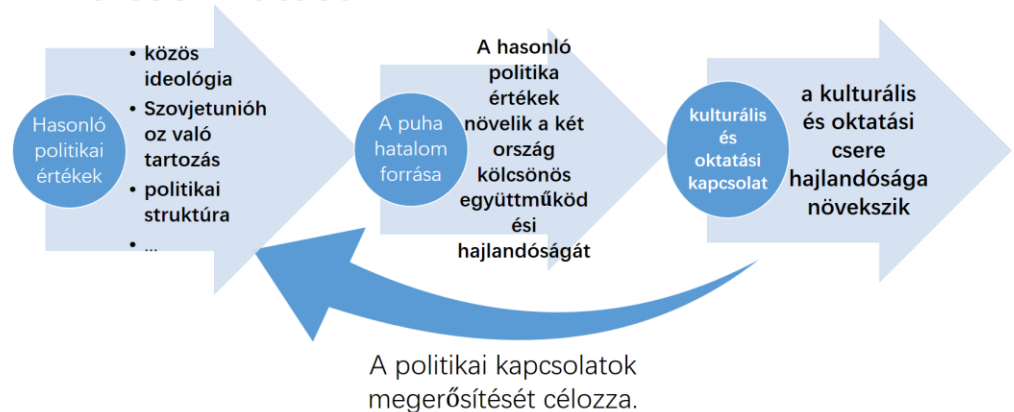 Hasonló
politikai
értékek
• közös
ideológia
• Szovjetunióh
oz való
tartozás
• politikai
struktúra
• ...
A puha
hatalom
forrása
A hasonló
politika
értékek
növelik a két
ország
kölcsönös
együttműköd
ési
hajlandóságát
kulturális
és
oktatási
kapcsolat
a kulturális
és oktatási
csere
hajlandósága
növekszik
A politikai kapcsolatok
megerősítését célozza.